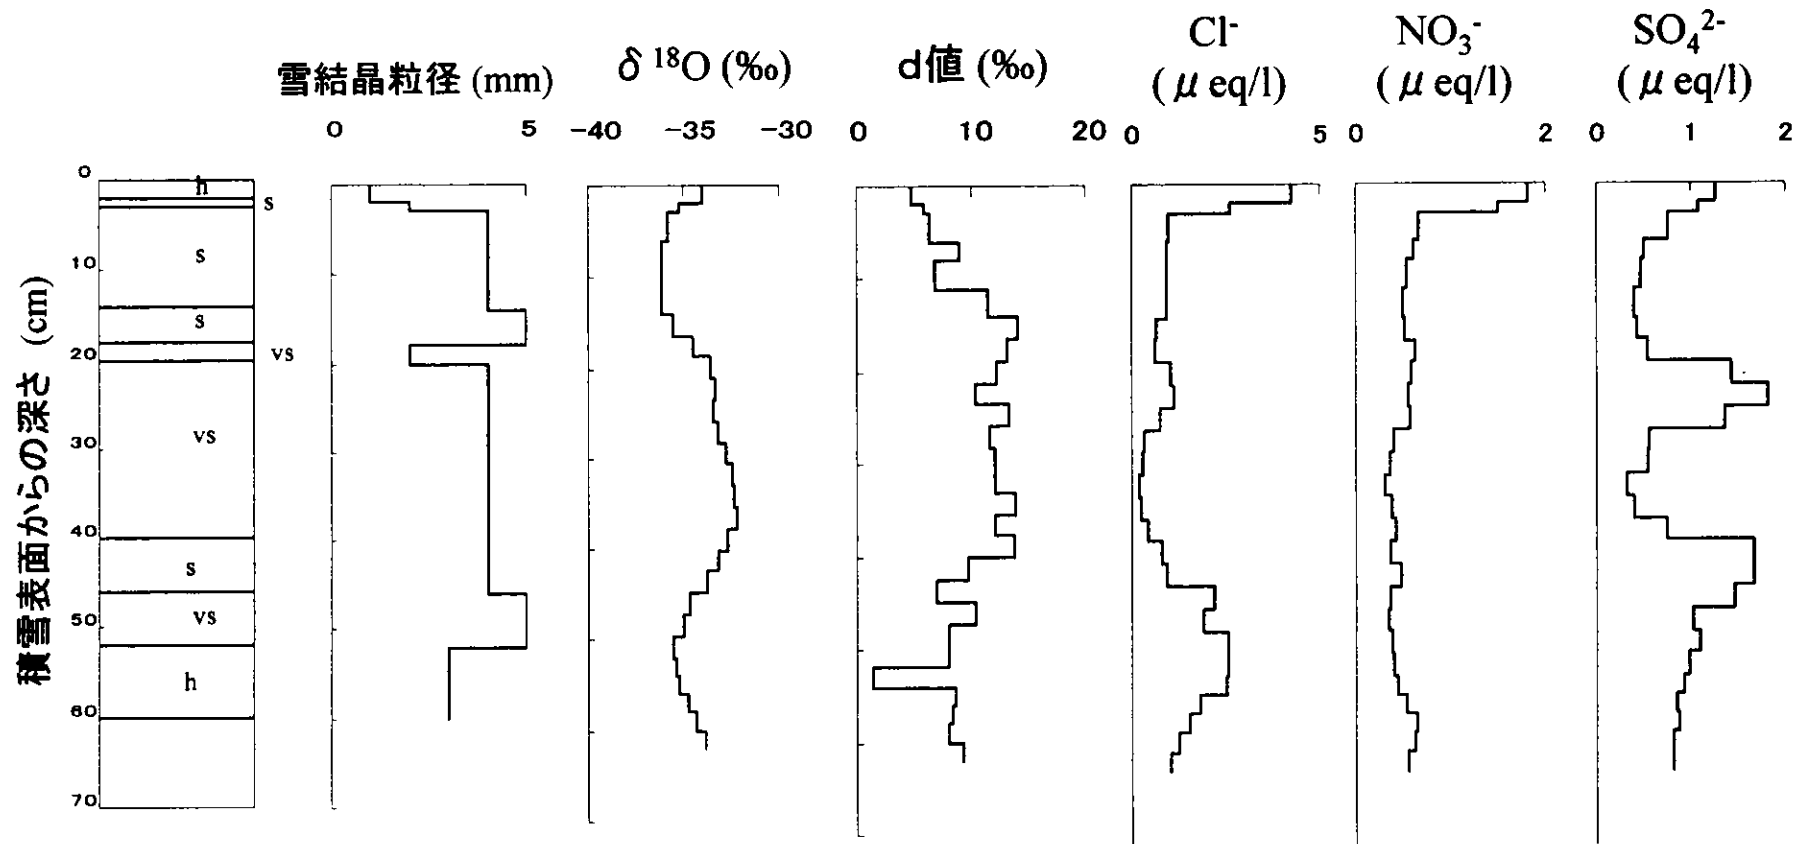 雪結晶粒径 (mm)
0 5
δ ¹⁸O (‰)
−40 −35 −30
d値 (‰)
0 10 20
Cl⁻
(μ eq/l)
0 5
NO₃⁻
(μ eq/l)
0 2
SO₄²⁻
(μ eq/l)
0 1 2
積雪表面からの深さ (cm)
0
10
20
30
40
50
60
70
h
s
s
s
vs
vs
s
vs
h